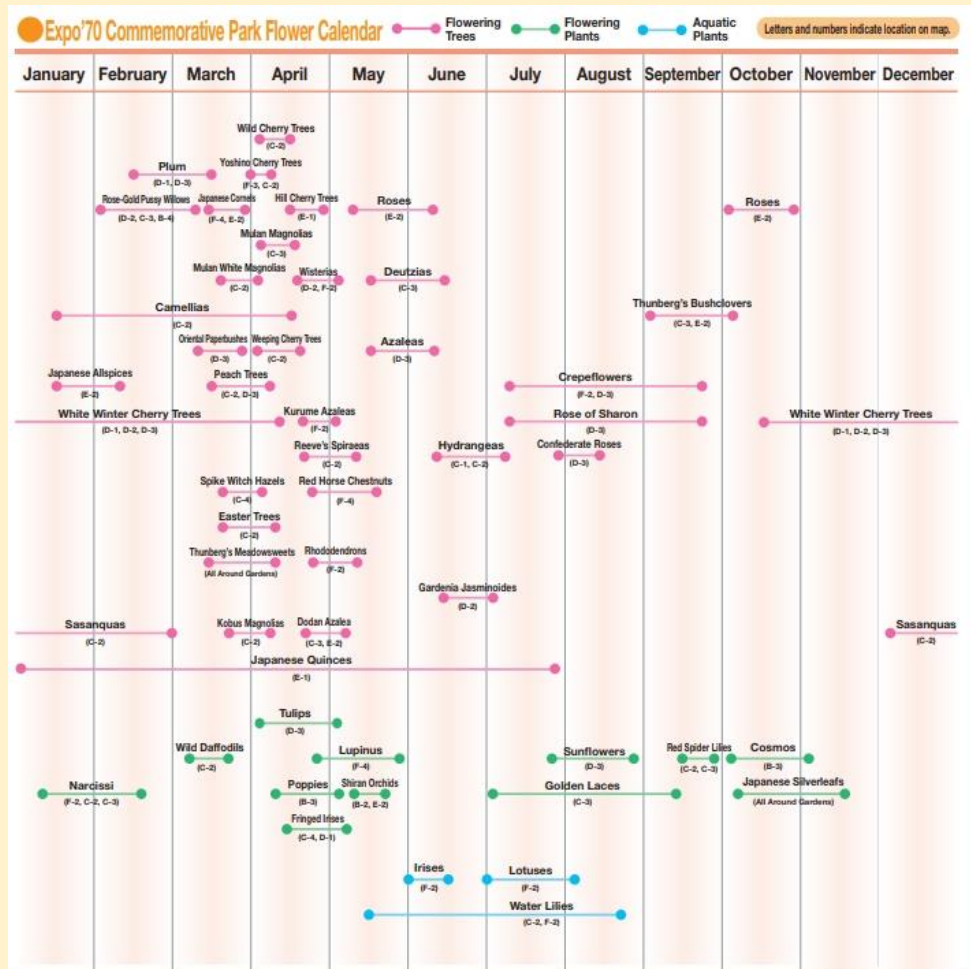 Expo'70 Commemorative Park Flower Calendar
Flowering
Trees
Flowering
Plants
Aquatic
Plants
Letters and numbers indicate location on map.
January February March April May June July August September October November December
Wild Cherry Trees
(C-2)
Plum
(D-1, D-3)
Yoshino Cherry Trees
(F-3, C-2)
Rose-Gold Pussy Willows
(D-2, C-3, B-4)
Japanese Cornels
(F-4, E-2)
Hill Cherry Trees
(E-1)
Roses
(E-2)
Roses
(E-2)
Mulan Magnolias
(C-3)
Mulan White Magnolias
(C-2)
Wisterias
(D-2, F-2)
Deutzias
(C-3)
Camellias
(C-2)
Thunberg's Bushclovers
(C-3, E-2)
Oriental Paperbushes
(D-3)
Weeping Cherry Trees
(C-2)
Azaleas
(D-3)
Japanese Allspices
(E-2)
Peach Trees
(C-2, D-3)
Crepeflowers
(F-2, D-3)
White Winter Cherry Trees
(D-1, D-2, D-3)
Kurume Azaleas
(F-2)
Rose of Sharon
(D-3)
White Winter Cherry Trees
(D-1, D-2, D-3)
Reeve's Spiraeas
(C-2)
Hydrangeas
(C-1, C-2)
Confederate Roses
(D-3)
Spike Witch Hazels
(C-4)
Red Horse Chestnuts
(F-4)
Easter Trees
(C-2)
Thunberg's Meadowsweets
(All Around Gardens)
Rhododendrons
(F-2)
Gardenia Jasminoides
(D-2)
Sasanquas
(C-2)
Kobus Magnolias
(C-2)
Dodan Azalea
(C-3, E-2)
Sasanquas
(C-2)
Japanese Quinces
(E-1)
Tulips
(D-3)
Wild Daffodils
(C-2)
Lupinus
(F-4)
Sunflowers
(D-3)
Red Spider Lilies
(C-2, C-3)
Cosmos
(B-3)
Narcissi
(F-2, C-2, C-3)
Poppies
(B-3)
Shiran Orchids
(B-2, E-2)
Golden Laces
(C-3)
Japanese Silverleafs
(All Around Gardens)
Fringed Irises
(C-4, D-1)
Irises
(F-2)
Lotuses
(F-2)
Water Lilies
(C-2, F-2)